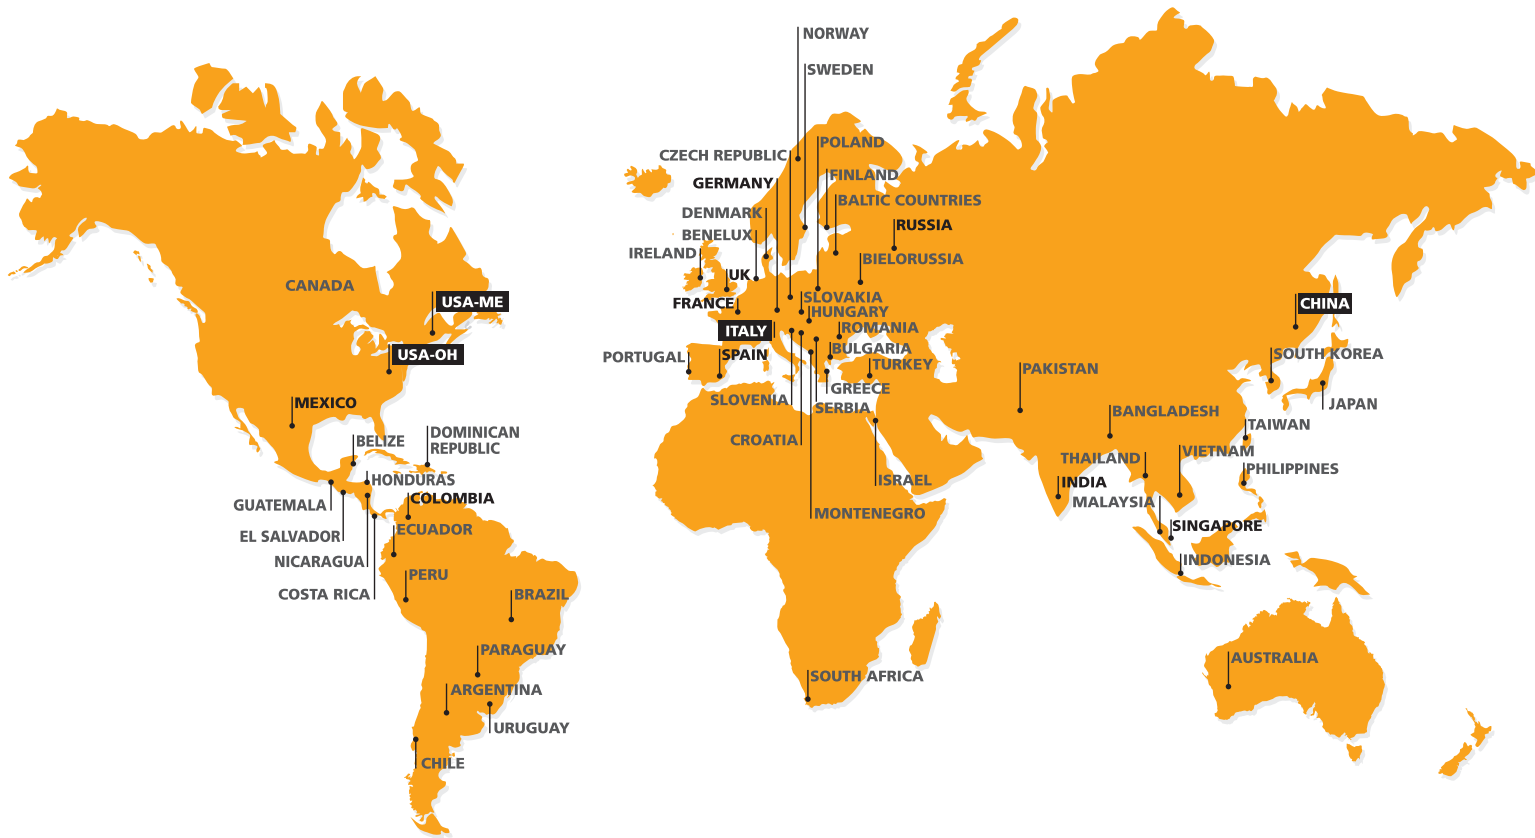 NORWAY
SWEDEN
POLAND
CZECH REPUBLIC
FINLAND
GERMANY
BALTIC COUNTRIES
DENMARK
RUSSIA
BENELUX
IRELAND
BIELORUSSIA
UK
CANADA
USA-ME
FRANCE
SLOVAKIA
CHINA
HUNGARY
ITALY
ROMANIA
USA-OH
PORTUGAL
SPAIN
BULGARIA
SOUTH KOREA
TURKEY
PAKISTAN
GREECE
MEXICO
SLOVENIA
SERBIA
JAPAN
BANGLADESH
TAIWAN
DOMINICAN
REPUBLIC
BELIZE
CROATIA
VIETNAM
THAILAND
PHILIPPINES
HONDURAS
ISRAEL
INDIA
COLOMBIA
MALAYSIA
GUATEMALA
MONTENEGRO
SINGAPORE
ECUADOR
EL SALVADOR
NICARAGUA
INDONESIA
PERU
COSTA RICA
BRAZIL
PARAGUAY
AUSTRALIA
SOUTH AFRICA
ARGENTINA
URUGUAY
CHILE